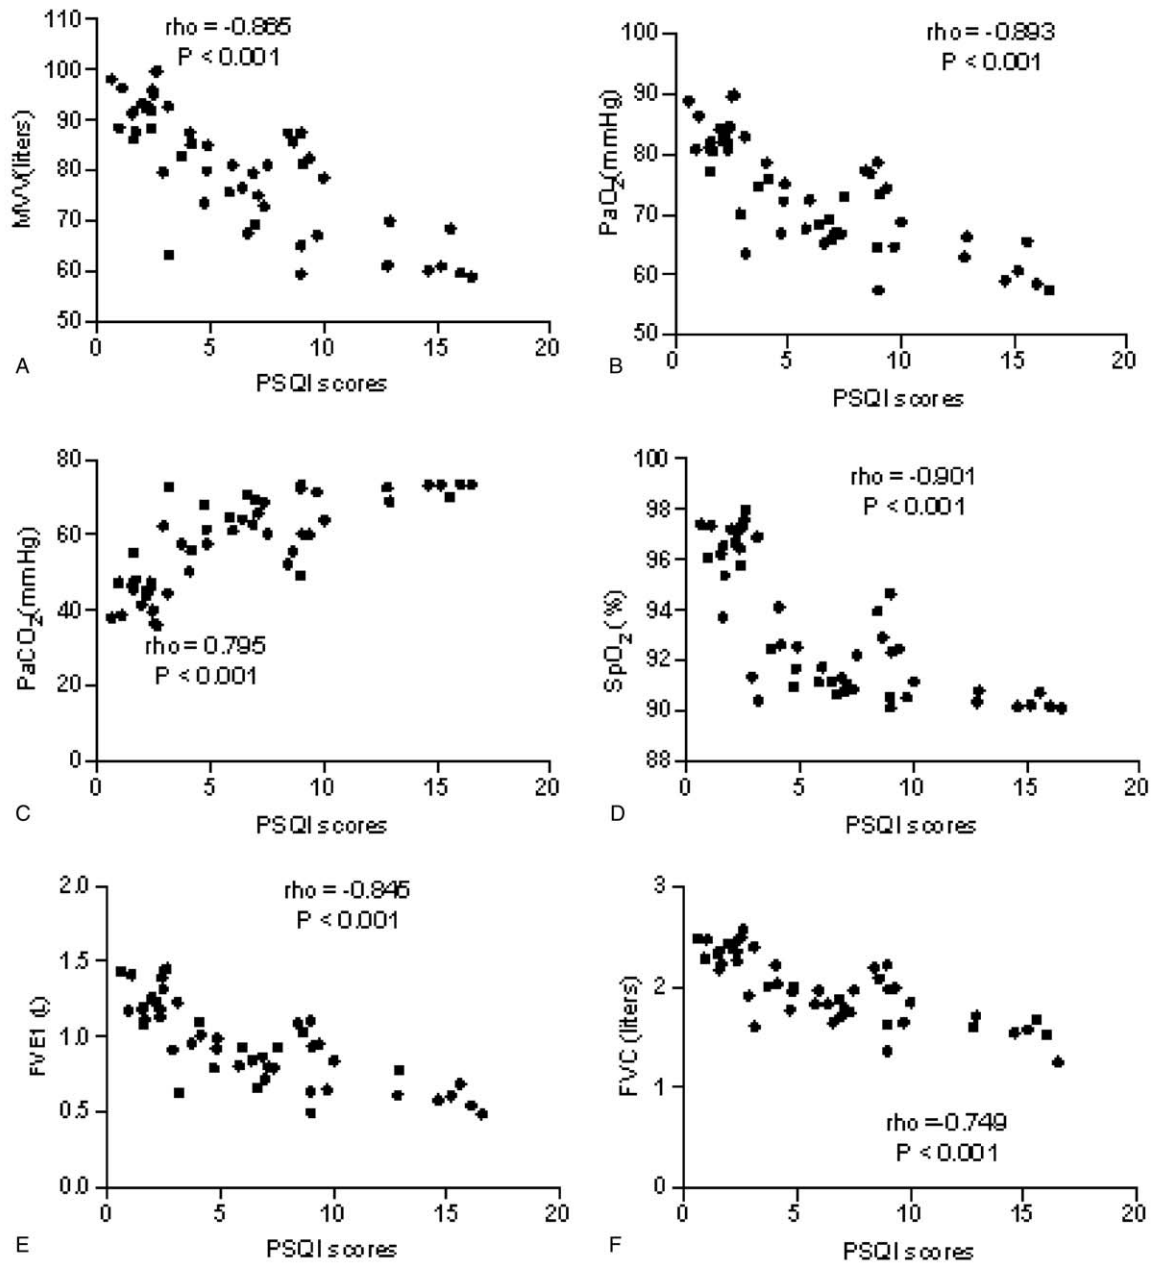 110
100
90
80
70
60
50
MVV(liters)
rho = -0.865
P < 0.001
0 5 10 15 20
A
PSQI scores
100
90
80
70
60
50
PaO2(mmHg)
rho = -0.893
P < 0.001
0 5 10 15 20
B
PSQI scores
80
60
40
20
0
PaCO2(mmHg)
rho = 0.795
P < 0.001
0 5 10 15 20
C
PSQI scores
100
98
96
94
92
90
88
SpO2(%)
rho = -0.901
P < 0.001
0 5 10 15 20
D
PSQI scores
2.0
1.5
1.0
0.5
0.0
FVE1 (L)
rho = -0.845
P < 0.001
0 5 10 15 20
E
PSQI scores
3
2
1
0
FVC (liters)
rho =-0.749
P < 0.001
0 5 10 15 20
F
PSQI scores